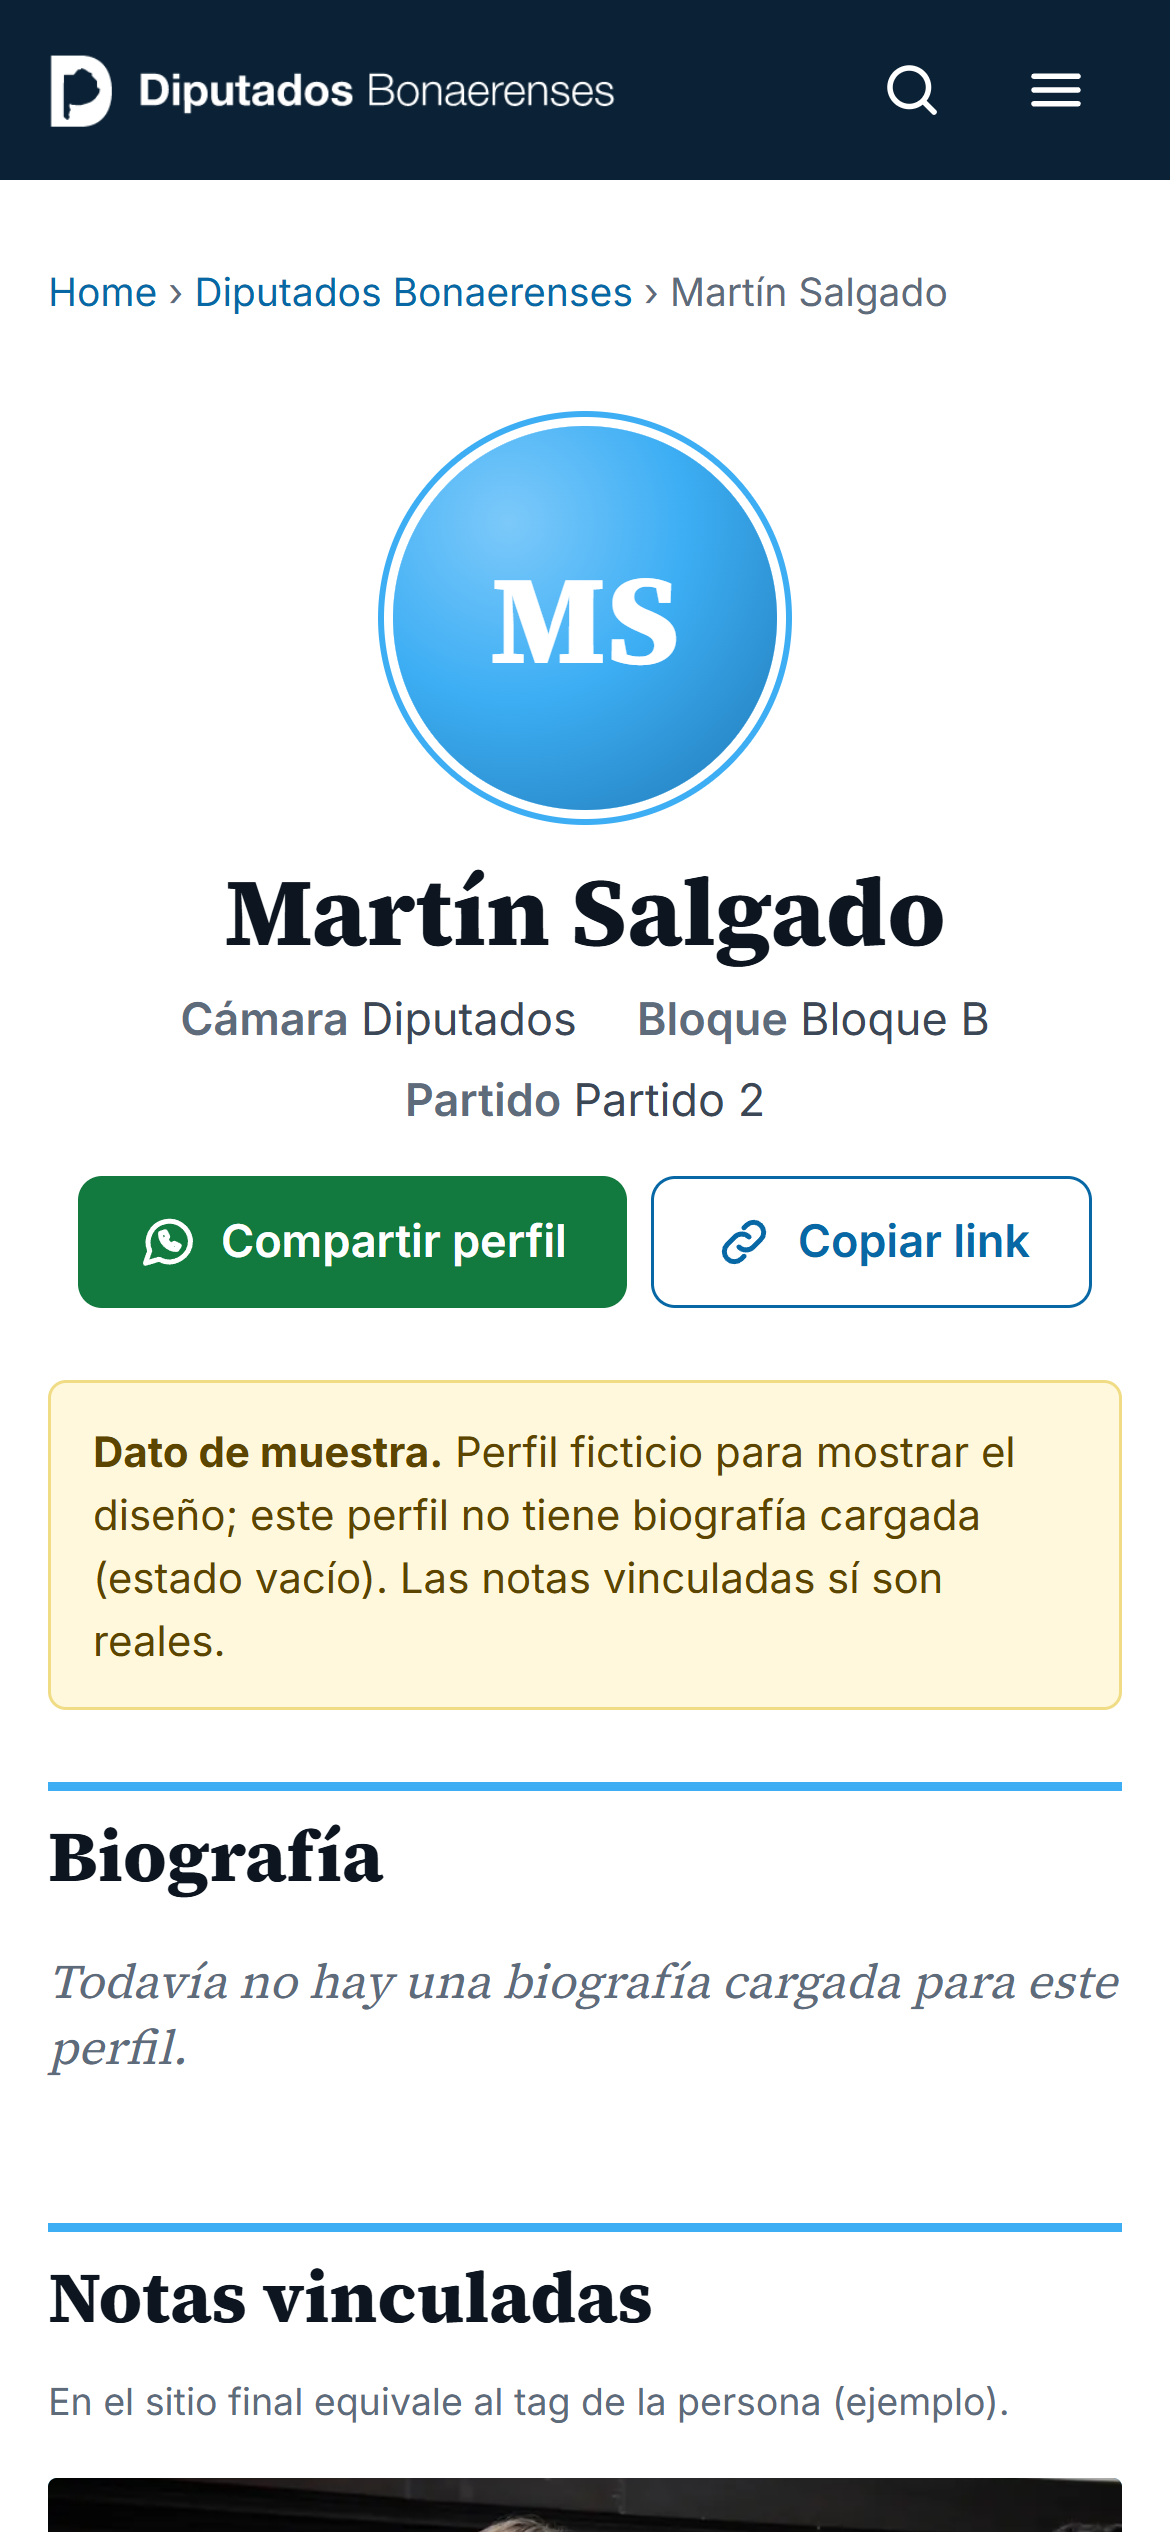 Diputados Bonaerenses
Home › Diputados Bonaerenses › Martín Salgado
MS
Martín Salgado
Cámara Diputados Bloque Bloque B
Partido Partido 2
Compartir perfil Copiar link
Dato de muestra. Perfil ficticio para mostrar el
diseño; este perfil no tiene biografía cargada
(estado vacío). Las notas vinculadas sí son
reales.
Biografía
Todavía no hay una biografía cargada para este
perfil.
Notas vinculadas
En el sitio final equivale al tag de la persona (ejemplo).